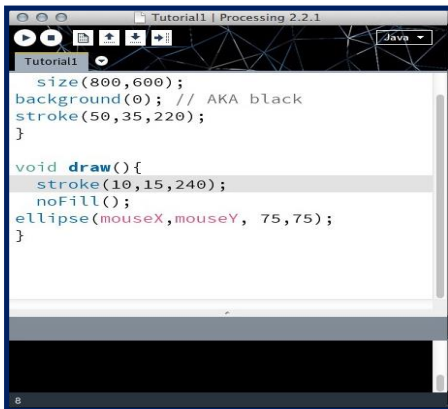 Tutorial1 | Processing 2.2.1
Java
Tutorial1
size(800,600);
background(0); // AKA black
stroke(50,35,220);
}
void draw(){
stroke(10,15,240);
noFill();
ellipse(mouseX,mouseY, 75,75);
}
8